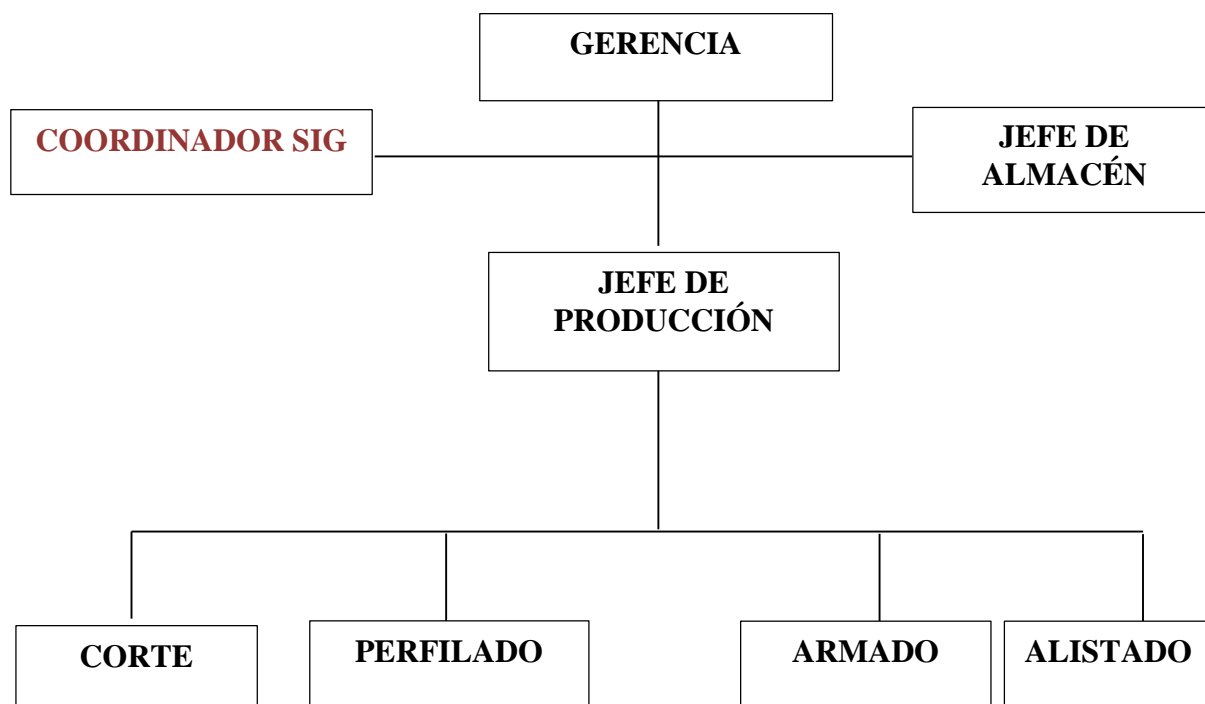 GERENCIA
COORDINADOR SIG
JEFE DE
ALMACÉN
JEFE DE
PRODUCCIÓN
CORTE
PERFILADO
ARMADO
ALISTADO